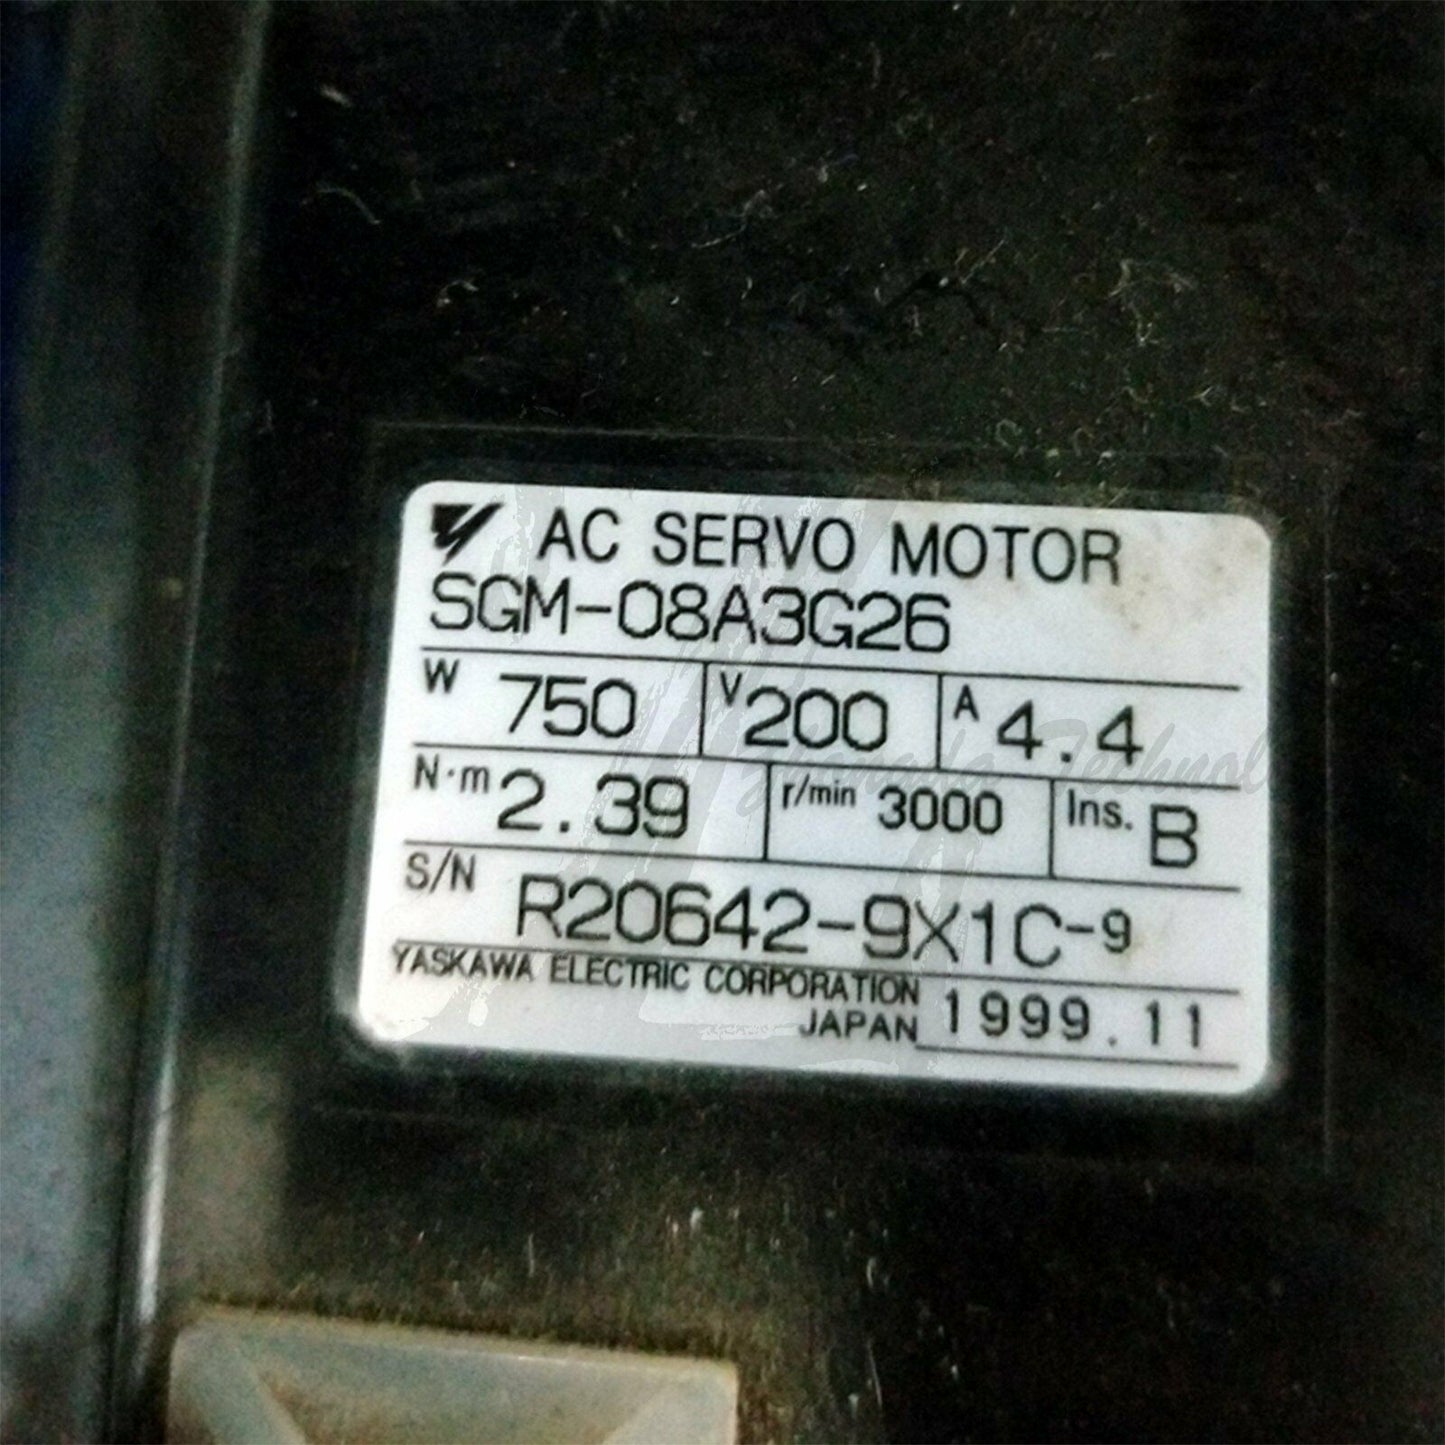 AC SERVO MOTOR
SGM-08A3G26
W 750 V 200 A 4.4
N·m 2.39 r/min 3000 Ins. B
S/N R20642-9X1C-9
YASKAWA ELECTRIC CORPORATION
JAPAN 1999.11